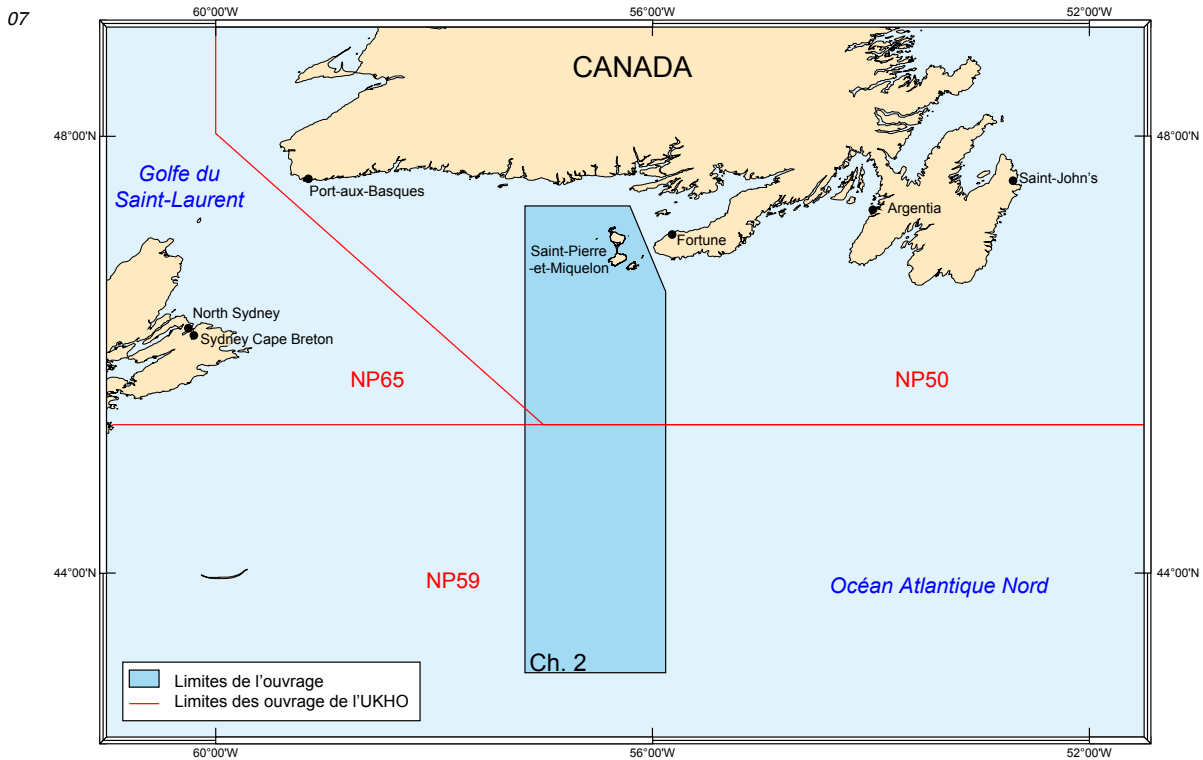 07
60°00'W
56°00'W
52°00'W
CANADA
48°00'N
48°00'N
Golfe du
Saint-Laurent
Port-aux-Basques
Saint-John's
Argentia
Fortune
Saint-Pierre
-et-Miquelon
North Sydney
Sydney Cape Breton
NP65
NP50
44°00'N
44°00'N
NP59
Océan Atlantique Nord
Ch. 2
Limites de l'ouvrage
Limites des ouvrage de l'UKHO
60°00'W
56°00'W
52°00'W